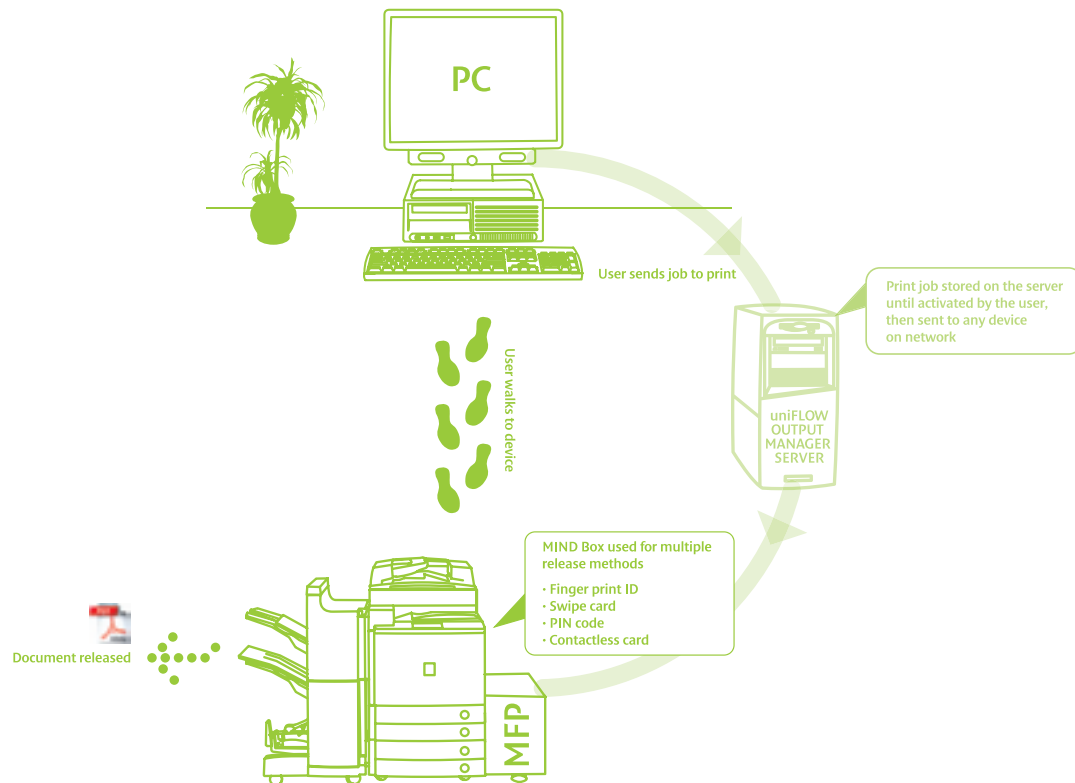 PC
User sends job to print
Print job stored on the server
until activated by the user,
then sent to any device
on network
uniFLOW
OUTPUT
MANAGER
SERVER
User walks to device
MIND Box used for multiple
release methods
· Finger print ID
· Swipe card
· PIN code
· Contactless card
Document released
MFP